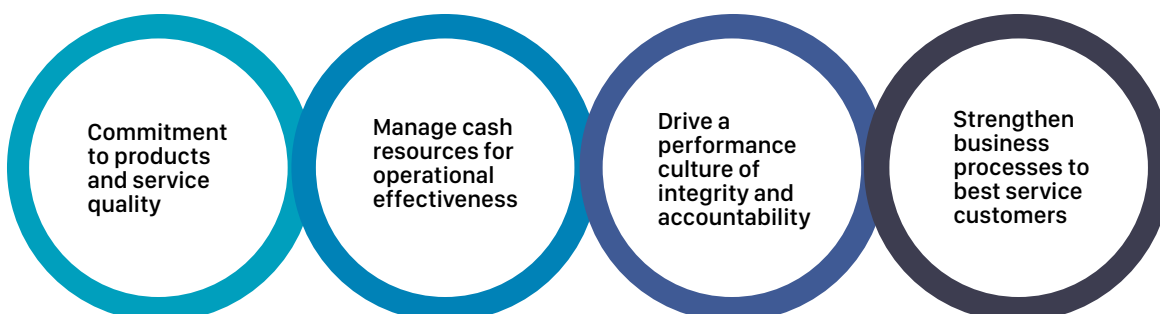 Commitment
to products
and service
quality
Manage cash
resources for
operational
effectiveness
Drive a
performance
culture of
integrity and
accountability
Strengthen
business
processes to
best service
customers